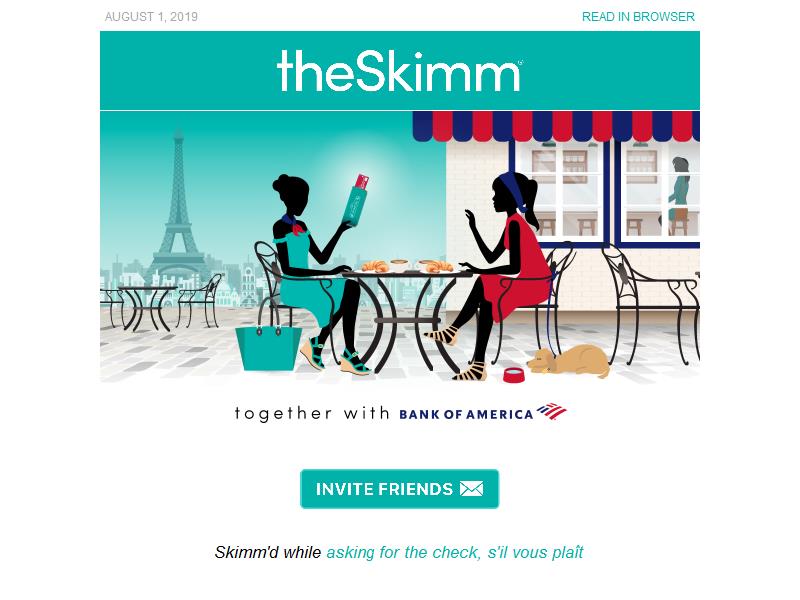 AUGUST 1, 2019
READ IN BROWSER
theSkimm®
together with BANK OF AMERICA
INVITE FRIENDS
Skimm'd while asking for the check, s'il vous plaît